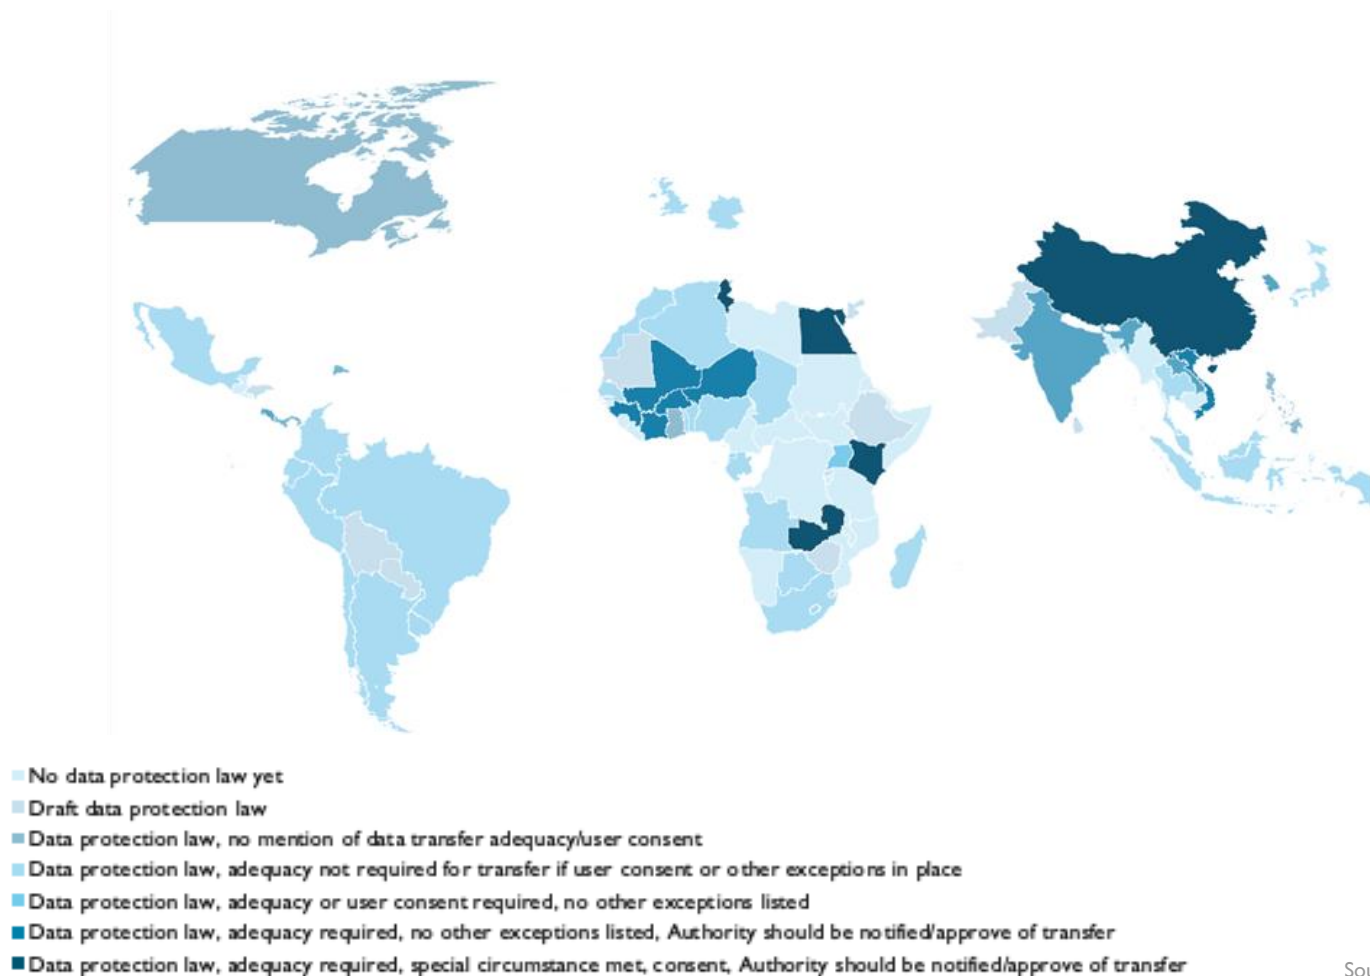 No data protection law yet
Draft data protection law
Data protection law, no mention of data transfer adequacy/user consent
Data protection law, adequacy not required for transfer if user consent or other exceptions in place
Data protection law, adequacy or user consent required, no other exceptions listed
Data protection law, adequacy required, no other exceptions listed, Authority should be notified/approve of transfer
Data protection law, adequacy required, special circumstance met, consent, Authority should be notified/approve of transfer